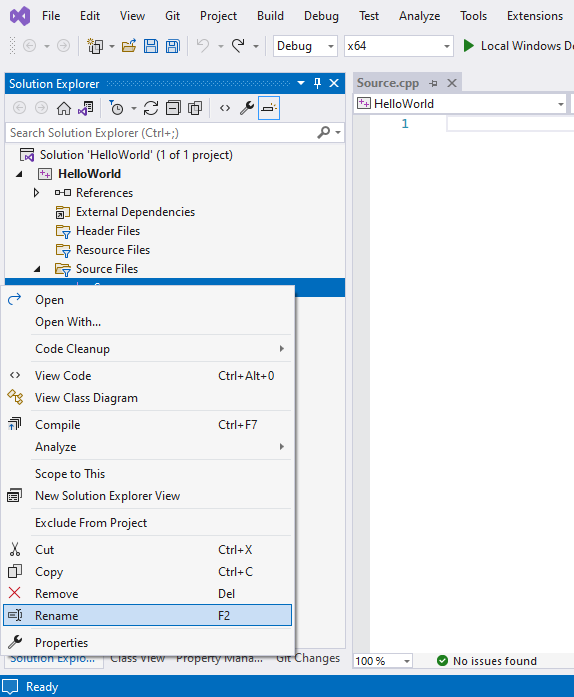 File Edit View Git Project Build Debug Test Analyze Tools Extensions
Debug x64 Local Windows D
Solution Explorer
Search Solution Explorer (Ctrl+;)
Solution 'HelloWorld' (1 of 1 project)
HelloWorld
References
External Dependencies
Header Files
Resource Files
Source Files
Source.cpp
HelloWorld
1
Open
Open With...
Code Cleanup
View Code Ctrl+Alt+0
View Class Diagram
Compile Ctrl+F7
Analyze
Scope to This
New Solution Explorer View
Exclude From Project
Cut Ctrl+X
Copy Ctrl+C
Remove Del
Rename F2
Properties
Solution Explo... Class View Property Mana... Git Changes
100 % No issues found
Ready